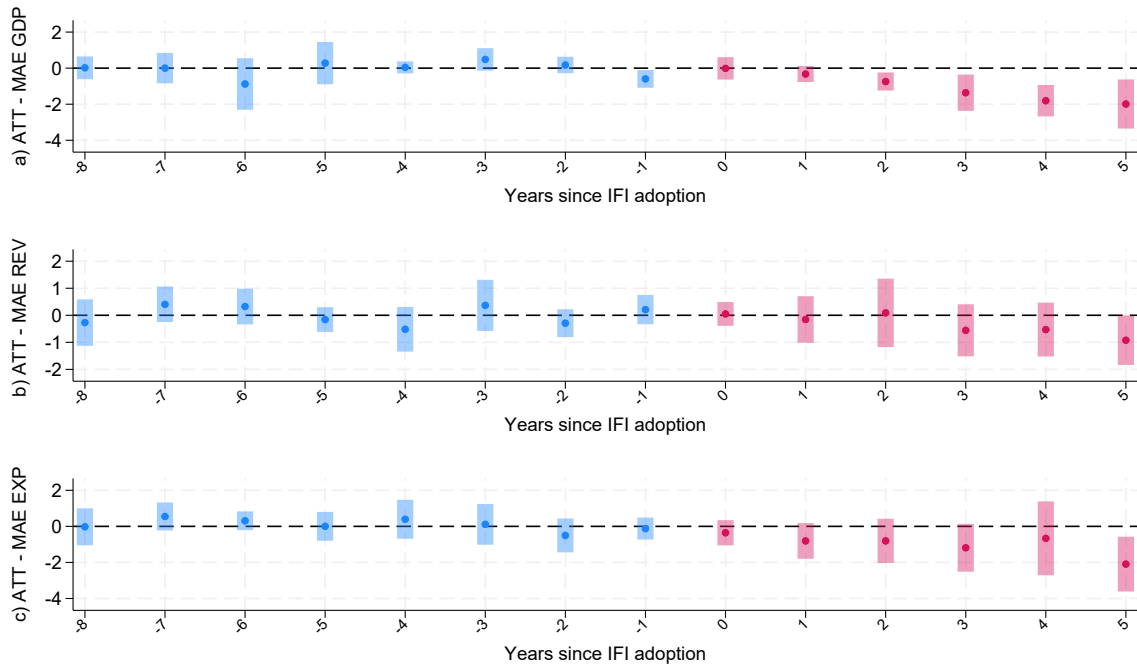 a) ATT - MAE GDP
2
0
-2
-4
-8 -7 -6 -5 -4 -3 -2 -1 0 1 2 3 4 5
Years since IFI adoption
b) ATT - MAE REV
2
1
0
-1
-2
-8 -7 -6 -5 -4 -3 -2 -1 0 1 2 3 4 5
Years since IFI adoption
c) ATT - MAE EXP
2
0
-2
-4
-8 -7 -6 -5 -4 -3 -2 -1 0 1 2 3 4 5
Years since IFI adoption